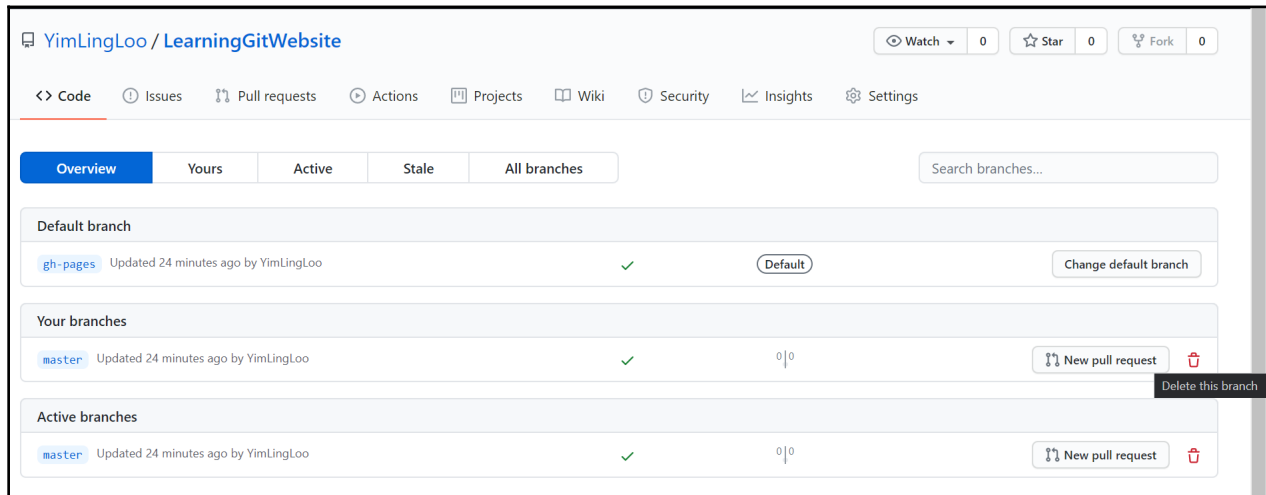 YimLingLoo / LearningGitWebsite
Watch 0 Star 0 Fork 0
<> Code Issues Pull requests Actions Projects Wiki Security Insights Settings
Overview Yours Active Stale All branches Search branches...
Default branch
gh-pages Updated 24 minutes ago by YimLingLoo Default Change default branch
Your branches
master Updated 24 minutes ago by YimLingLoo 0 | 0 New pull request
Delete this branch
Active branches
master Updated 24 minutes ago by YimLingLoo 0 | 0 New pull request